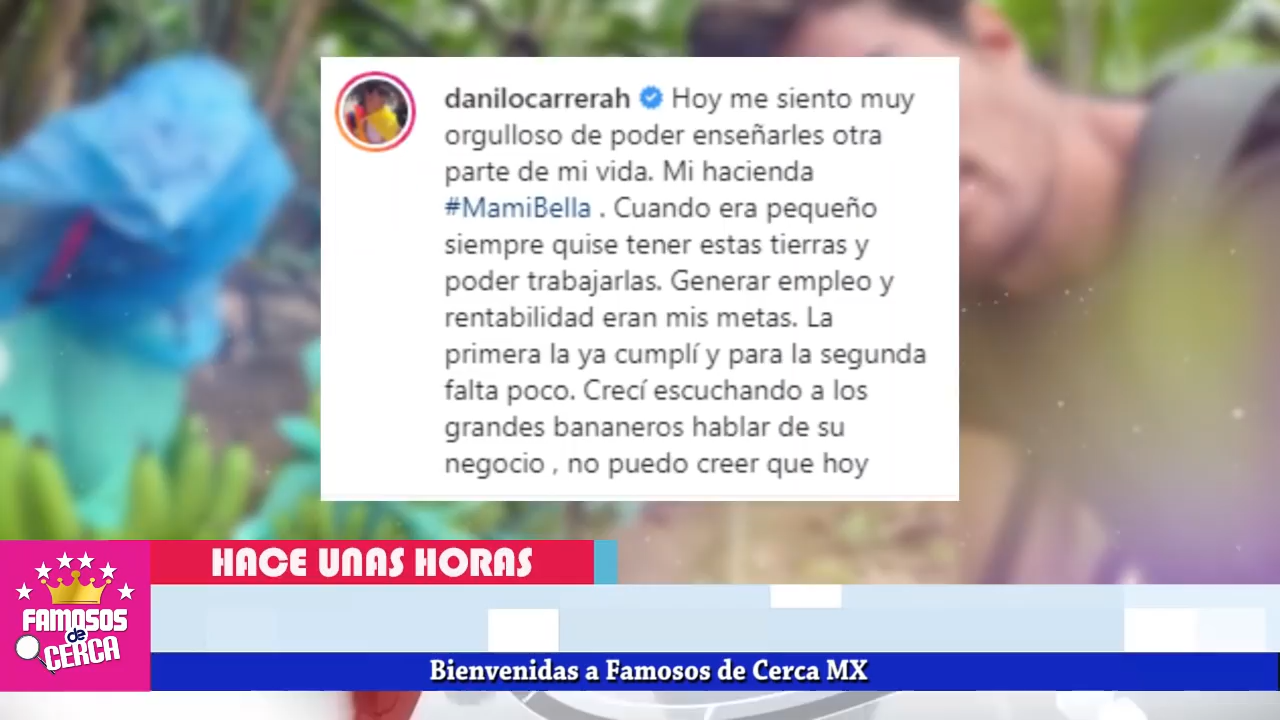 danilocarrerah Hoy me siento muy
orgulloso de poder enseñarles otra
parte de mi vida. Mi hacienda
#MamiBella . Cuando era pequeño
siempre quise tener estas tierras y
poder trabajarlas. Generar empleo y
rentabilidad eran mis metas. La
primera la ya cumplí y para la segunda
falta poco. Crecí escuchando a los
grandes bananeros hablar de su
negocio , no puedo creer que hoy
HACE UNAS HORAS
FAMOSOS
de
CERCA
Bienvenidas a Famosos de Cerca MX